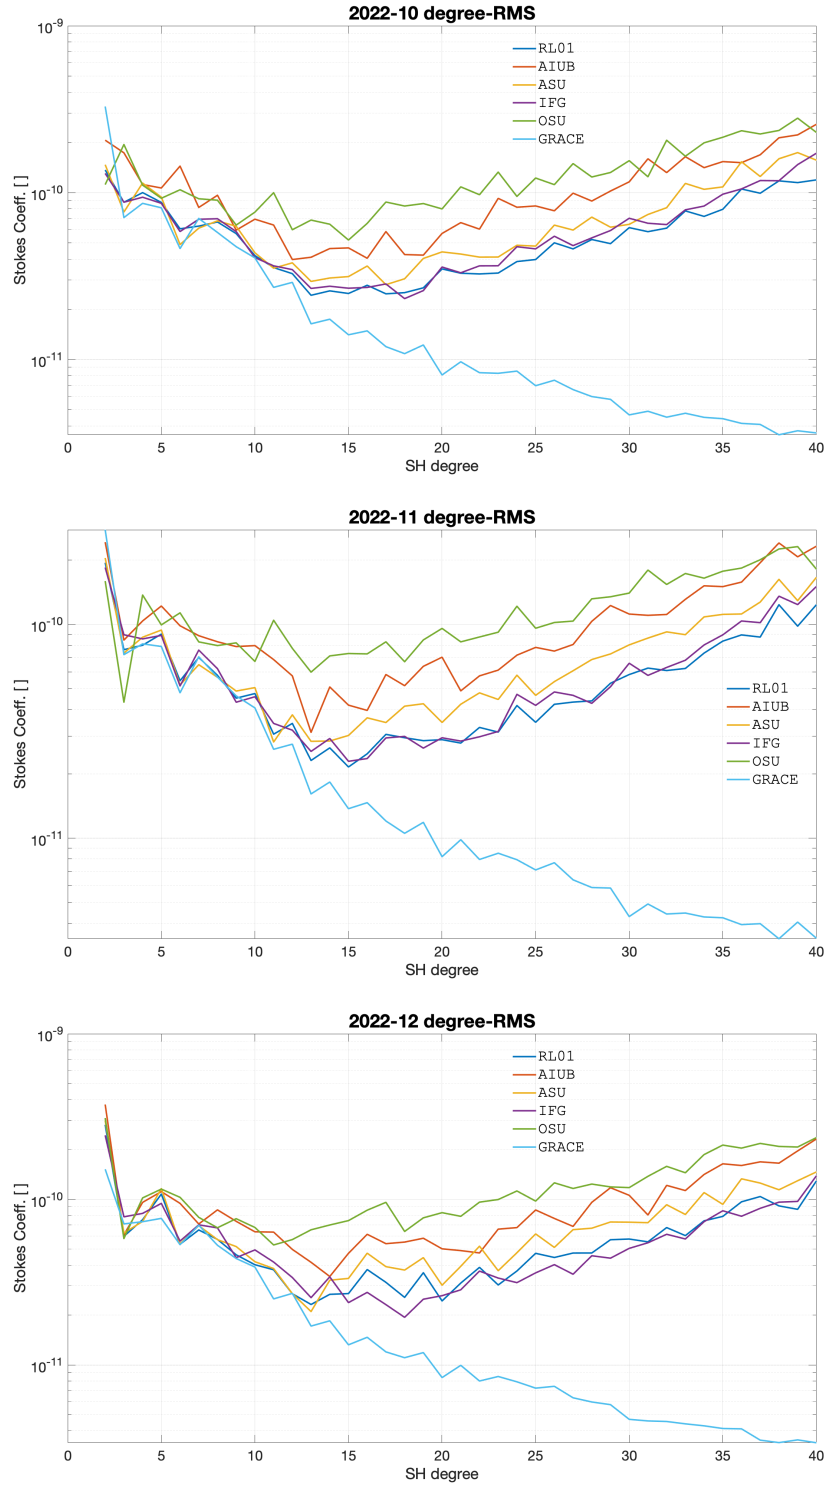 2022-10 degree-RMS
10-9
10-10
10-11
Stokes Coeff. [ ]
RL01
AIUB
ASU
IFG
OSU
GRACE
0 5 10 15 20 25 30 35 40
SH degree
2022-11 degree-RMS
10-10
10-11
Stokes Coeff. [ ]
RL01
AIUB
ASU
IFG
OSU
GRACE
0 5 10 15 20 25 30 35 40
SH degree
2022-12 degree-RMS
10-9
10-10
10-11
Stokes Coeff. [ ]
RL01
AIUB
ASU
IFG
OSU
GRACE
0 5 10 15 20 25 30 35 40
SH degree